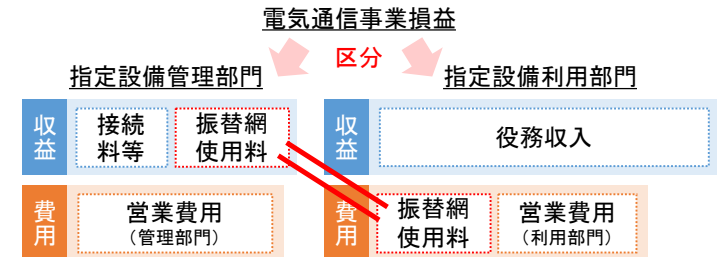 電気通信事業損益
区分
指定設備管理部門
指定設備利用部門
収益
接続
料等
振替網
使用料
収益
役務収入
費用
営業費用
（管理部門）
費用
振替網
使用料
営業費用
（利用部門）